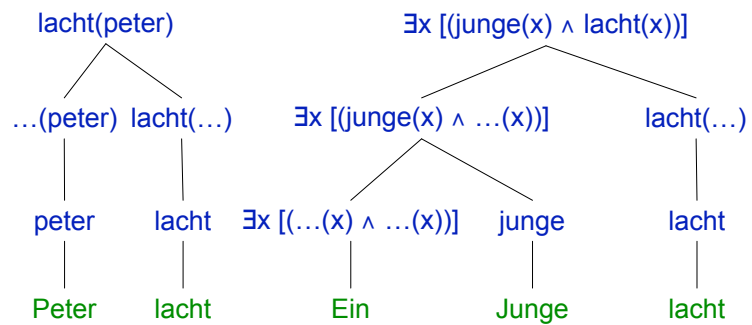 lacht(peter) ∃x [(junge(x) ∧ lacht(x))]
…(peter) lacht(…) ∃x [(junge(x) ∧ …(x))] lacht(…)
peter lacht ∃x [(…(x) ∧ …(x))] junge lacht
Peter lacht Ein Junge lacht